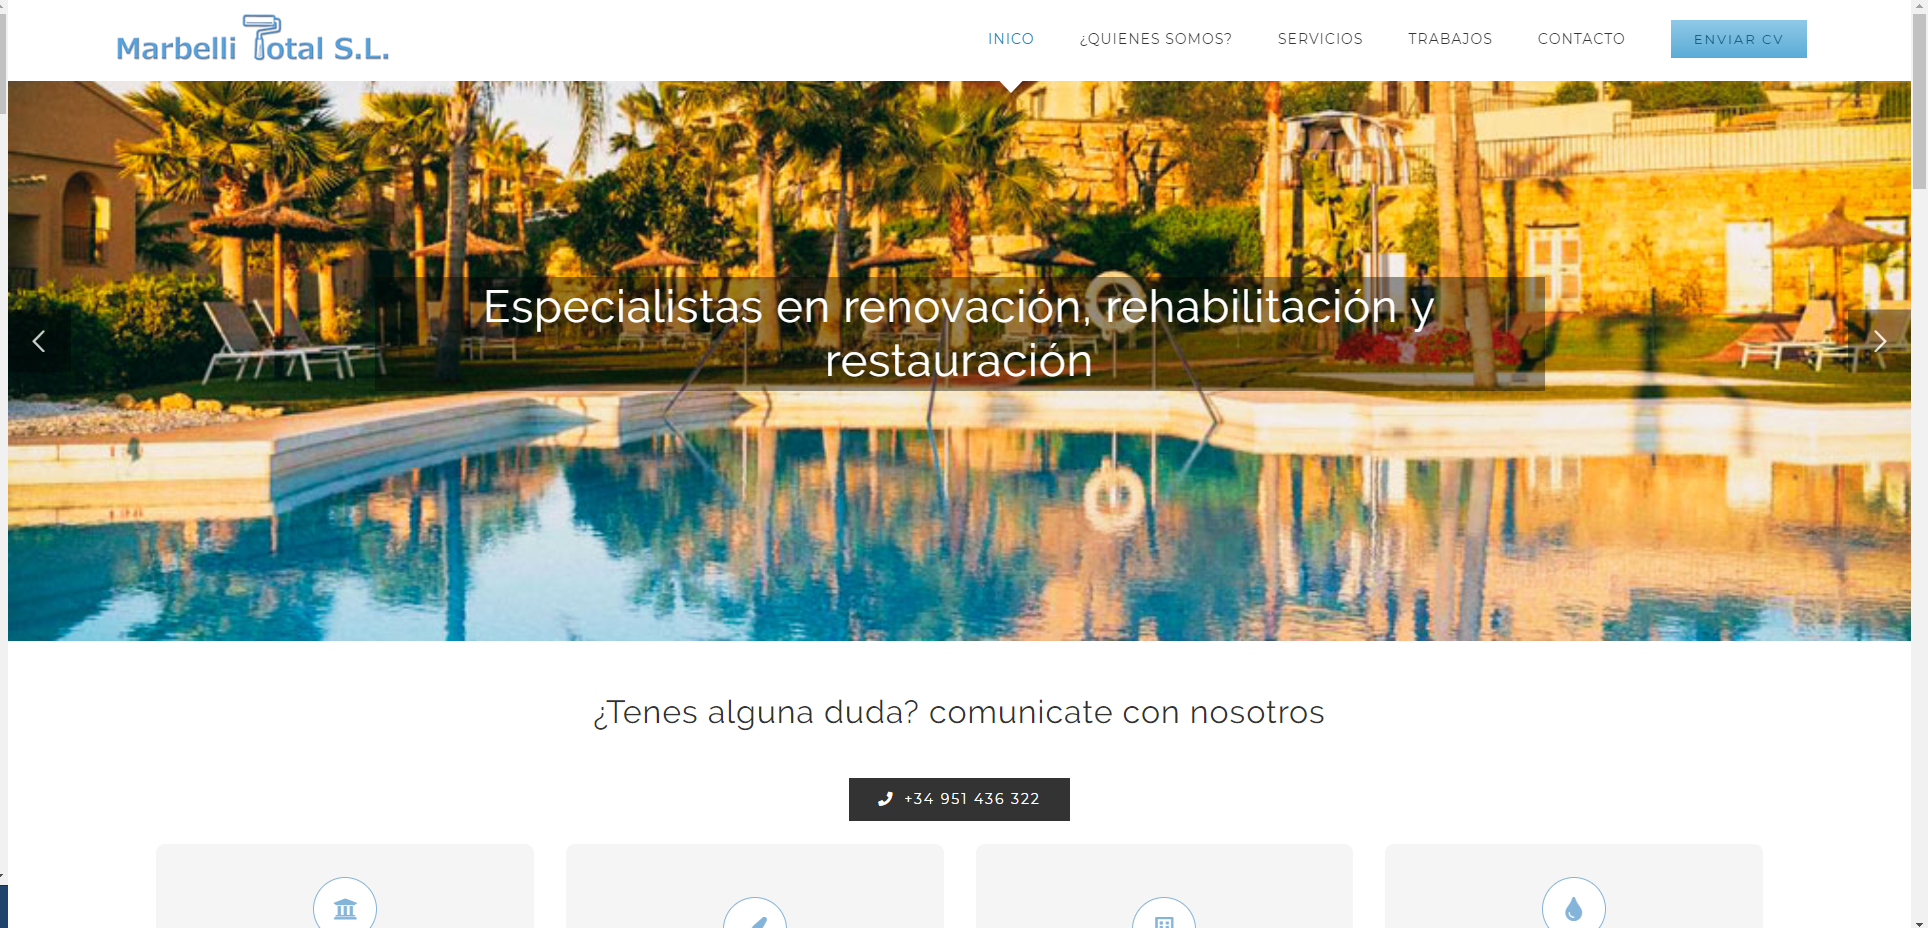 Marbelli Total S.L.
INICO
¿QUIENES SOMOS?
SERVICIOS
TRABAJOS
CONTACTO
ENVIAR CV
Especialistas en renovación, rehabilitación y
restauración
¿Tenes alguna duda? comunicate con nosotros
+34 951 436 322